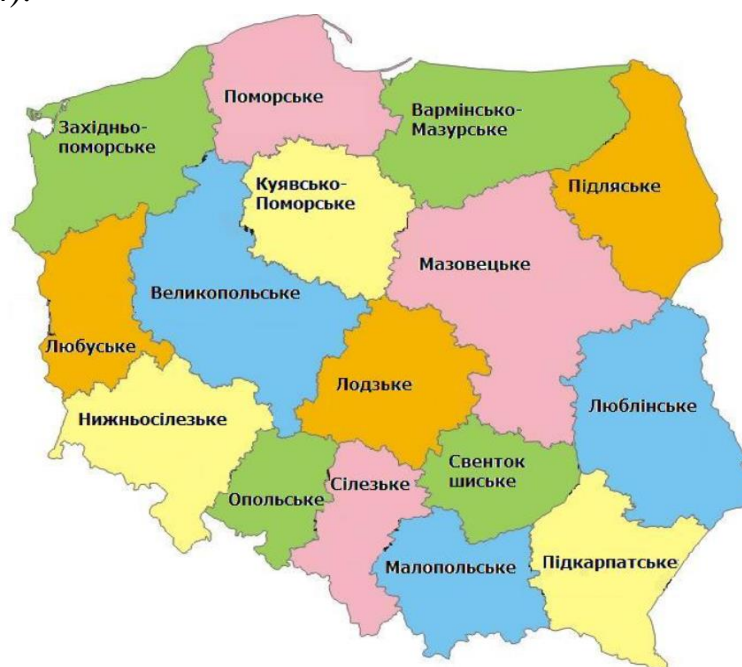 Поморське
Вармінсько-
Мазурське
Західньо-
поморське
Підляське
Куявсько-
Поморське
Мазовецьке
Великопольське
Любуське
Лодзьке
Люблінське
Нижньосілезьке
Свенток
шиське
Сілезьке
Опольське
Малопольське
Підкарпатське